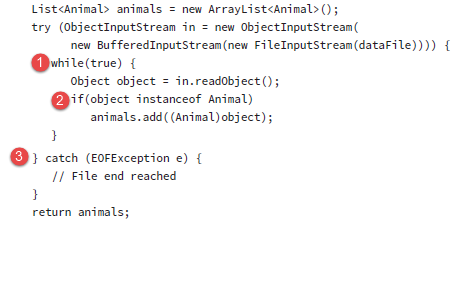 List<Animal> animals = new ArrayList<Animal>();
try (ObjectInputStream in = new ObjectInputStream(
new BufferedInputStream(new FileInputStream(dataFile)))) {
1 while(true) {
Object object = in.readObject();
2 if(object instanceof Animal)
animals.add((Animal)object);
}
3 } catch (EOFException e) {
// File end reached
}
return animals;